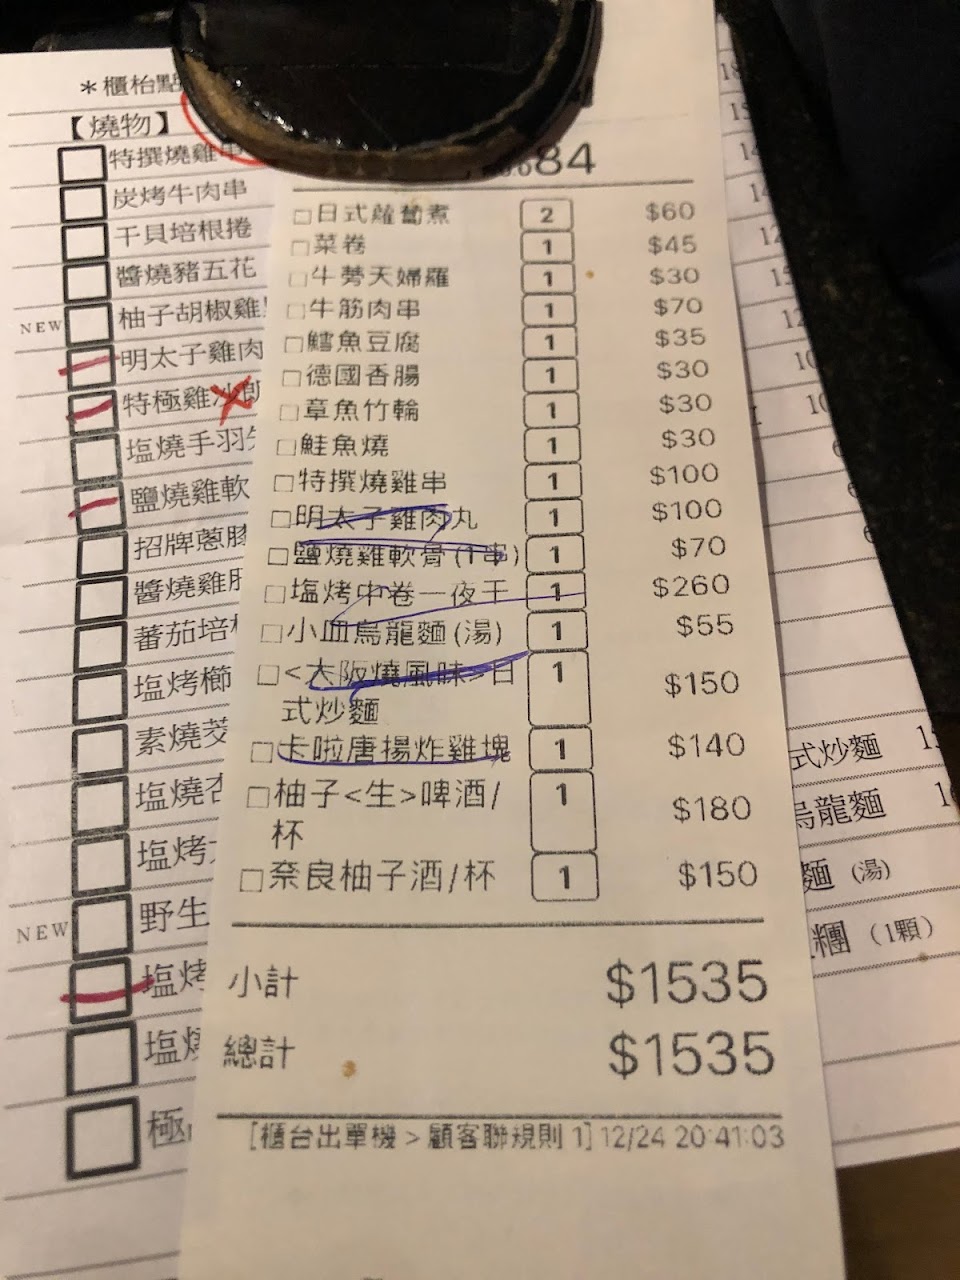 *櫃枱點
【燒物】
特撰燒雞串
炭烤牛肉串
干貝培根捲
醬燒豬五花
NEW 柚子胡椒雞
明太子雞肉
特極雞
塩燒手羽
鹽燒雞軟
招牌蔥豚
醬燒雞肝
蕃茄培
塩烤櫛
素燒茭
塩燒杏
塩烤
NEW 野生
塩烤
塩燒
極
84
日式蘿蔔煮 2 $60
菜卷 1 $45
牛蒡天婦羅 1 $30
牛筋肉串 1 $70
鱈魚豆腐 1 $35
德國香腸 1 $30
章魚竹輪 1 $30
鮭魚燒 1 $30
特撰燒雞串 1 $100
明太子雞肉丸 1 $100
鹽燒雞軟骨(1串) 1 $70
塩烤中卷一夜干 1 $260
小皿烏龍麵(湯) 1 $55
<大阪燒風味>日 1 $150
式炒麵
卡啦唐揚炸雞塊 1 $140
柚子<生>啤酒/ 1 $180
杯
奈良柚子酒/杯 1 $150
小計 $1535
總計 $1535
[櫃台出單機 > 顧客聯規則 1] 12/24 20:41:03
式炒麵
烏龍麵
麵 (湯)
糰 (1顆)